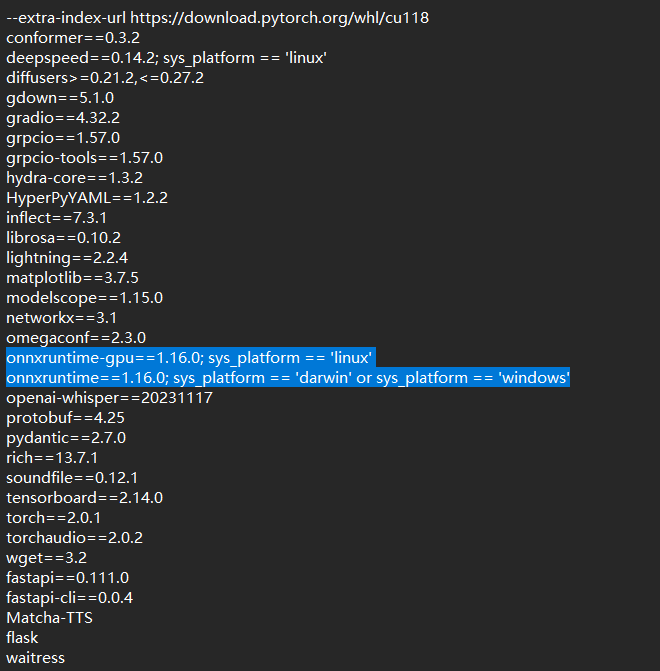 --extra-index-url https://download.pytorch.org/whl/cu118
conformer==0.3.2
deepspeed==0.14.2; sys_platform == 'linux'
diffusers>=0.21.2,<=0.27.2
gdown==5.1.0
gradio==4.32.2
grpcio==1.57.0
grpcio-tools==1.57.0
hydra-core==1.3.2
HyperPyYAML==1.2.2
inflect==7.3.1
librosa==0.10.2
lightning==2.2.4
matplotlib==3.7.5
modelscope==1.15.0
networkx==3.1
omegaconf==2.3.0
onnxruntime-gpu==1.16.0; sys_platform == 'linux'
onnxruntime==1.16.0; sys_platform == 'darwin' or sys_platform == 'windows'
openai-whisper==20231117
protobuf==4.25
pydantic==2.7.0
rich==13.7.1
soundfile==0.12.1
tensorboard==2.14.0
torch==2.0.1
torchaudio==2.0.2
wget==3.2
fastapi==0.111.0
fastapi-cli==0.0.4
Matcha-TTS
flask
waitress